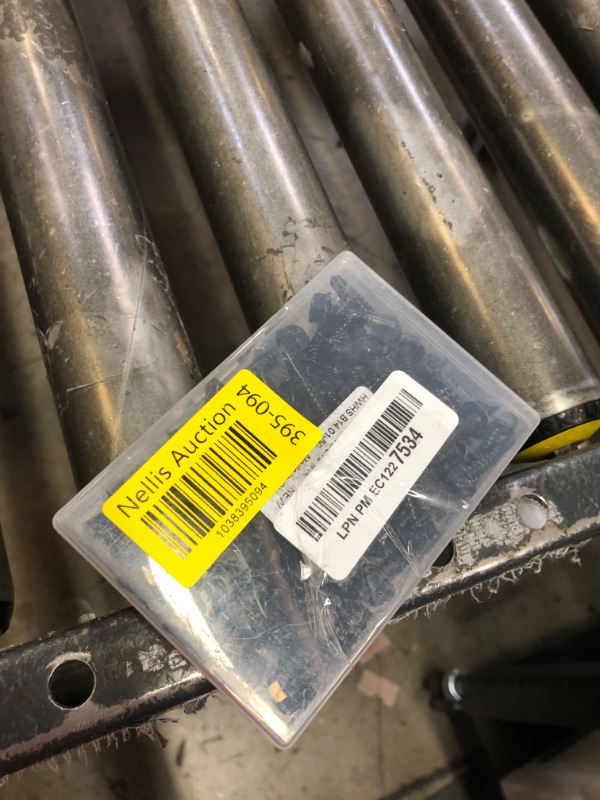 Nellis Auction
395-094
1038395094
LPN PM EC122 7534